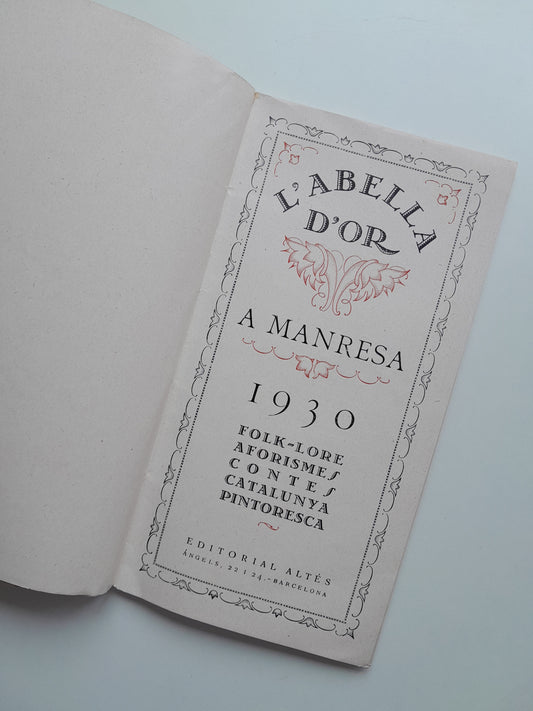 L'ABELLA
D'OR
A MANRESA
1930
FOLK-LORE
AFORISMES
CONTES
CATALUNYA
PINTORESCA
EDITORIAL ALTÉS
ÀNGELS, 22 I 24,-BARCELONA